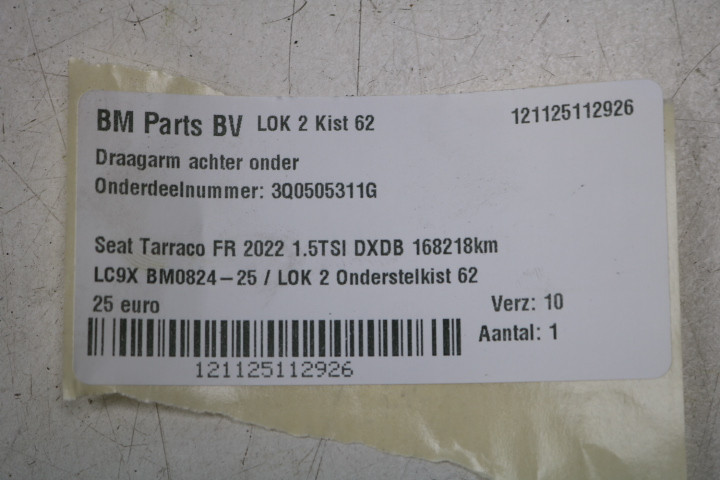 BM Parts BV LOK 2 Kist 62 121125112926
Draagarm achter onder
Onderdeelnummer: 3Q0505311G
Seat Tarraco FR 2022 1.5TSI DXDB 168218km
LC9X BM0824-25 / LOK 2 Onderstelkist 62
25 euro Verz: 10
Aantal: 1
121125112926